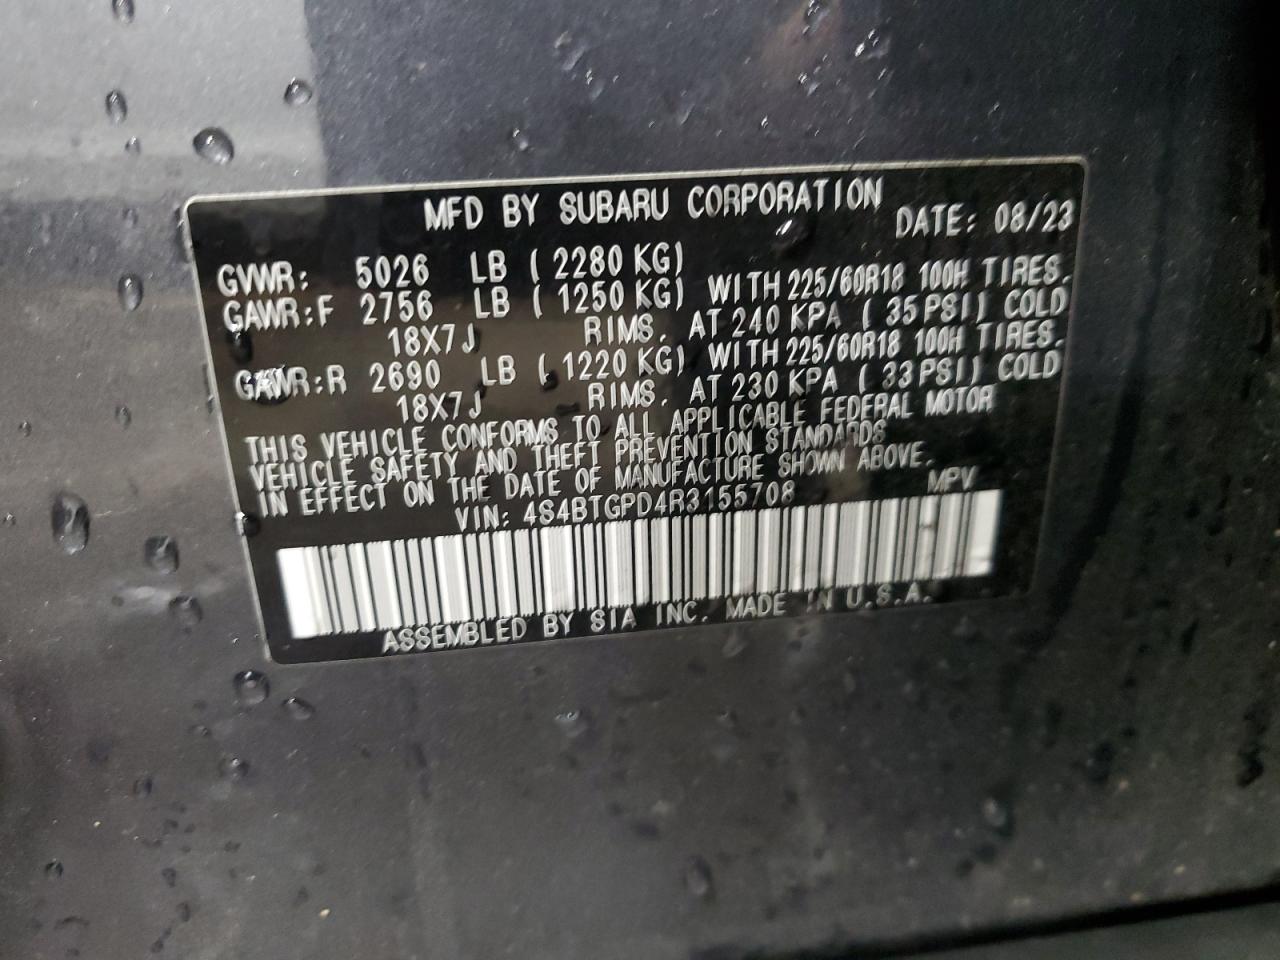 MFD BY SUBARU CORPORATION DATE: 08/23
GVWR: 5026 LB ( 2280 KG)
GAWR:F 2756 LB ( 1250 KG) WITH 225/60R18 100H TIRES.
18X7J RIMS. AT 240 KPA ( 35 PSI) COLD
GAWR:R 2690 LB ( 1220 KG) WITH 225/60R18 100H TIRES.
18X7J RIMS. AT 230 KPA ( 33 PSI) COLD
THIS VEHICLE CONFORMS TO ALL APPLICABLE FEDERAL MOTOR
VEHICLE SAFETY AND THEFT PREVENTION STANDARDS
IN EFFECT ON THE DATE OF MANUFACTURE SHOWN ABOVE.
VIN: 4S4BTGPD4R3155708 MPV
ASSEMBLED BY SIA INC. MADE IN U.S.A.